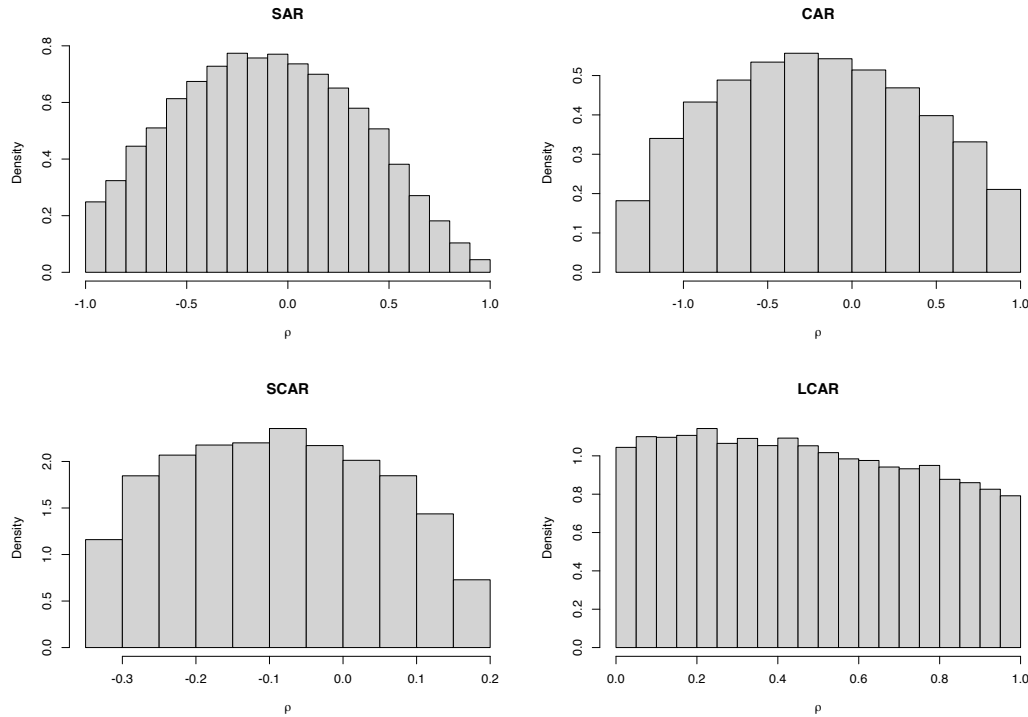 SAR
Density
0.0 0.2 0.4 0.6 0.8
-1.0 -0.5 0.0 0.5 1.0
ρ
CAR
Density
0.0 0.1 0.2 0.3 0.4 0.5
-1.0 -0.5 0.0 0.5 1.0
ρ
SCAR
Density
0.0 0.5 1.0 1.5 2.0
-0.3 -0.2 -0.1 0.0 0.1 0.2
ρ
LCAR
Density
0.0 0.2 0.4 0.6 0.8 1.0
0.0 0.2 0.4 0.6 0.8 1.0
ρ